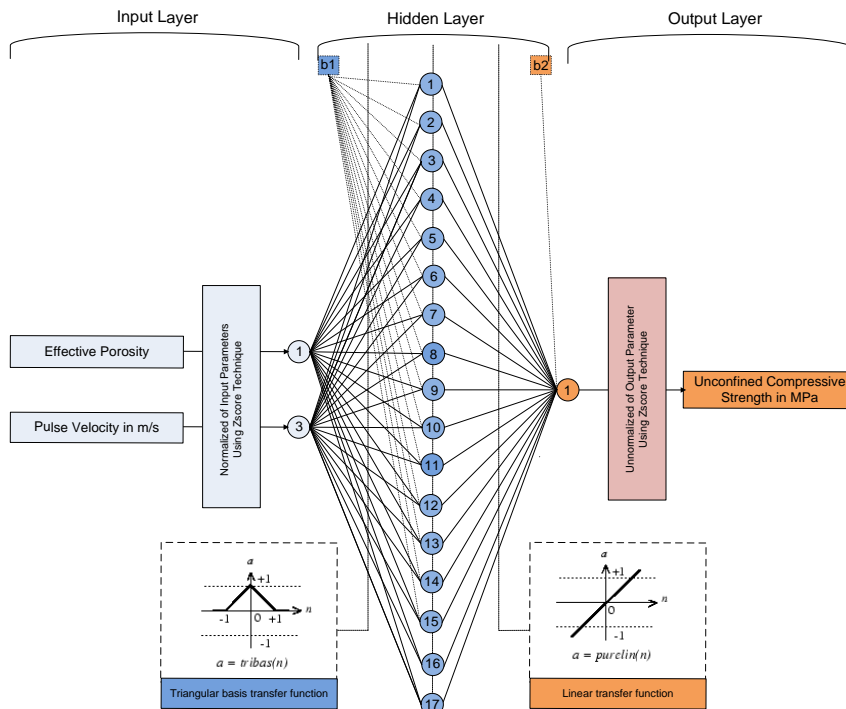 Input Layer
Hidden Layer
Output Layer
b1
b2
1
2
3
4
5
6
7
8
9
10
11
12
13
14
15
16
17
Effective Porosity
Pulse Velocity in m/s
Normalized of Input Parameters
Using Zscore Technique
1
3
1
Unnormalized of Output Parameter
Using Zscore Technique
Unconfined Compressive
Strength in MPa
a
+1
n
-1
0
+1
-1
a = tribas(n)
Triangular basis transfer function
a
+1
n
0
-1
a = purelin(n)
Linear transfer function